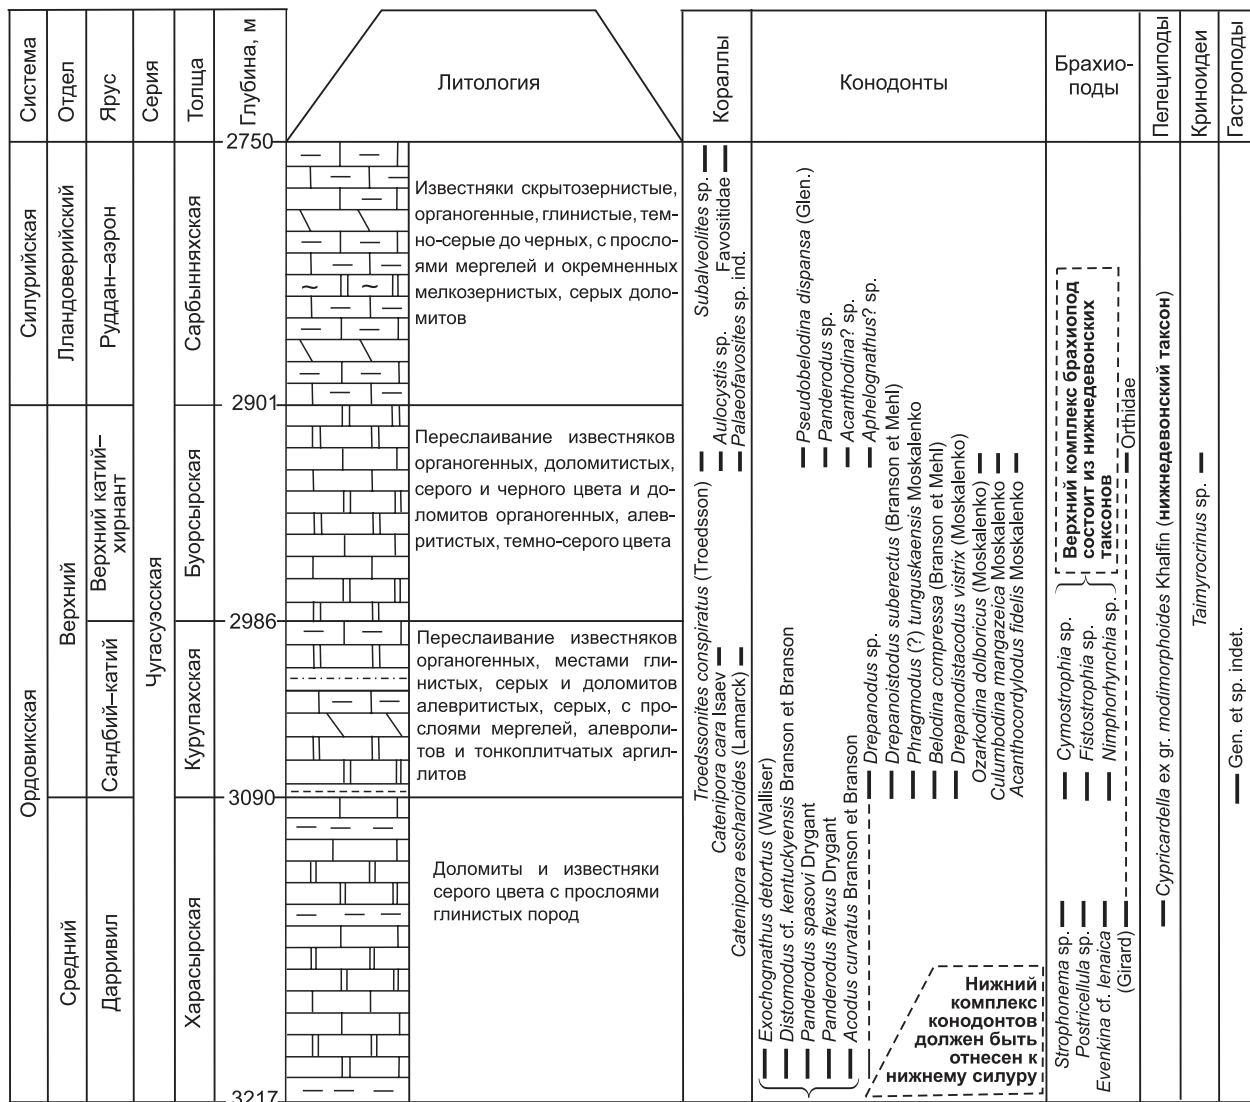 Система
Отдел
Ярус
Серия
Толща
Глубина, м
Литология
Кораллы
Конодонты
Брахио-
поды
Пелециподы
Криноидеи
Гастроподы
Силурийская
Ордовикская
Лландоверийский
Верхний
Средний
Руддан–аэрон
Верхний катий–
хирнант
Сандбий–катий
Дарривил
Чугасуэсская
Сарбынняхская
Буорсырская
Курупахская
Харасырская
2750
2901
2986
3090
3217
Известняки скрытозернистые,
органогенные, глинистые, тем-
но-серые до черных, с просло-
ями мергелей и окремненных
мелкозернистых, серых доло-
митов
Переслаивание известняков
органогенных, доломитистых,
серого и черного цвета и до-
ломитов органогенных, алев-
ритистых, темно-серого цвета
Переслаивание известняков
органогенных, местами гли-
нистых, серых и доломитов
алевритистых, серых, с про-
слоями мергелей, алевроли-
тов и тонкоплитчатых аргил-
литов
Доломиты и известняки
серого цвета с прослоями
глинистых пород
Subalveolites sp.
Favositidae
Aulocystis sp.
Palaeofavosites sp. ind.
Troedssonites conspiratus (Troedsson)
Catenipora cara Isaev
Catenipora escharoides (Lamarck)
Pseudobelodina dispansa (Glen.)
Panderodus sp.
Acanthodina? sp.
Aphelognathus? sp.
Exochognathus detortus (Walliser)
Distomodus cf. kentuckyensis Branson et Branson
Panderodus spasovi Drygant
Panderodus flexus Drygant
Acodus curvatus Branson et Branson
Drepanodus sp.
Drepanoistodus suberectus (Branson et Mehl)
Phragmodus (?) tunguskaensis Moskalenko
Belodina compressa (Branson et Mehl)
Drepanodistacodus vistrix (Moskalenko)
Ozarkodina dolboricus (Moskalenko)
Culumbodina mangazeica Moskalenko
Acanthocordylodus fidelis Moskalenko
Нижний
комплекс
конодонтов
должен быть
отнесен к
нижнему силуру
Верхний комплекс брахиопод
состоит из нижнедевонских
таксонов
Orthidae
Cymostrophia sp.
Fistostrophia sp.
Nimphorhynchia sp.
Strophonema sp.
Postricellula sp.
Evenkina cf. lenaica
(Girard)
Cypricardella ex gr. modimorphoides Khalfin (нижнедевонский таксон)
Taimyrocrinus sp.
Gen. et sp. indet.